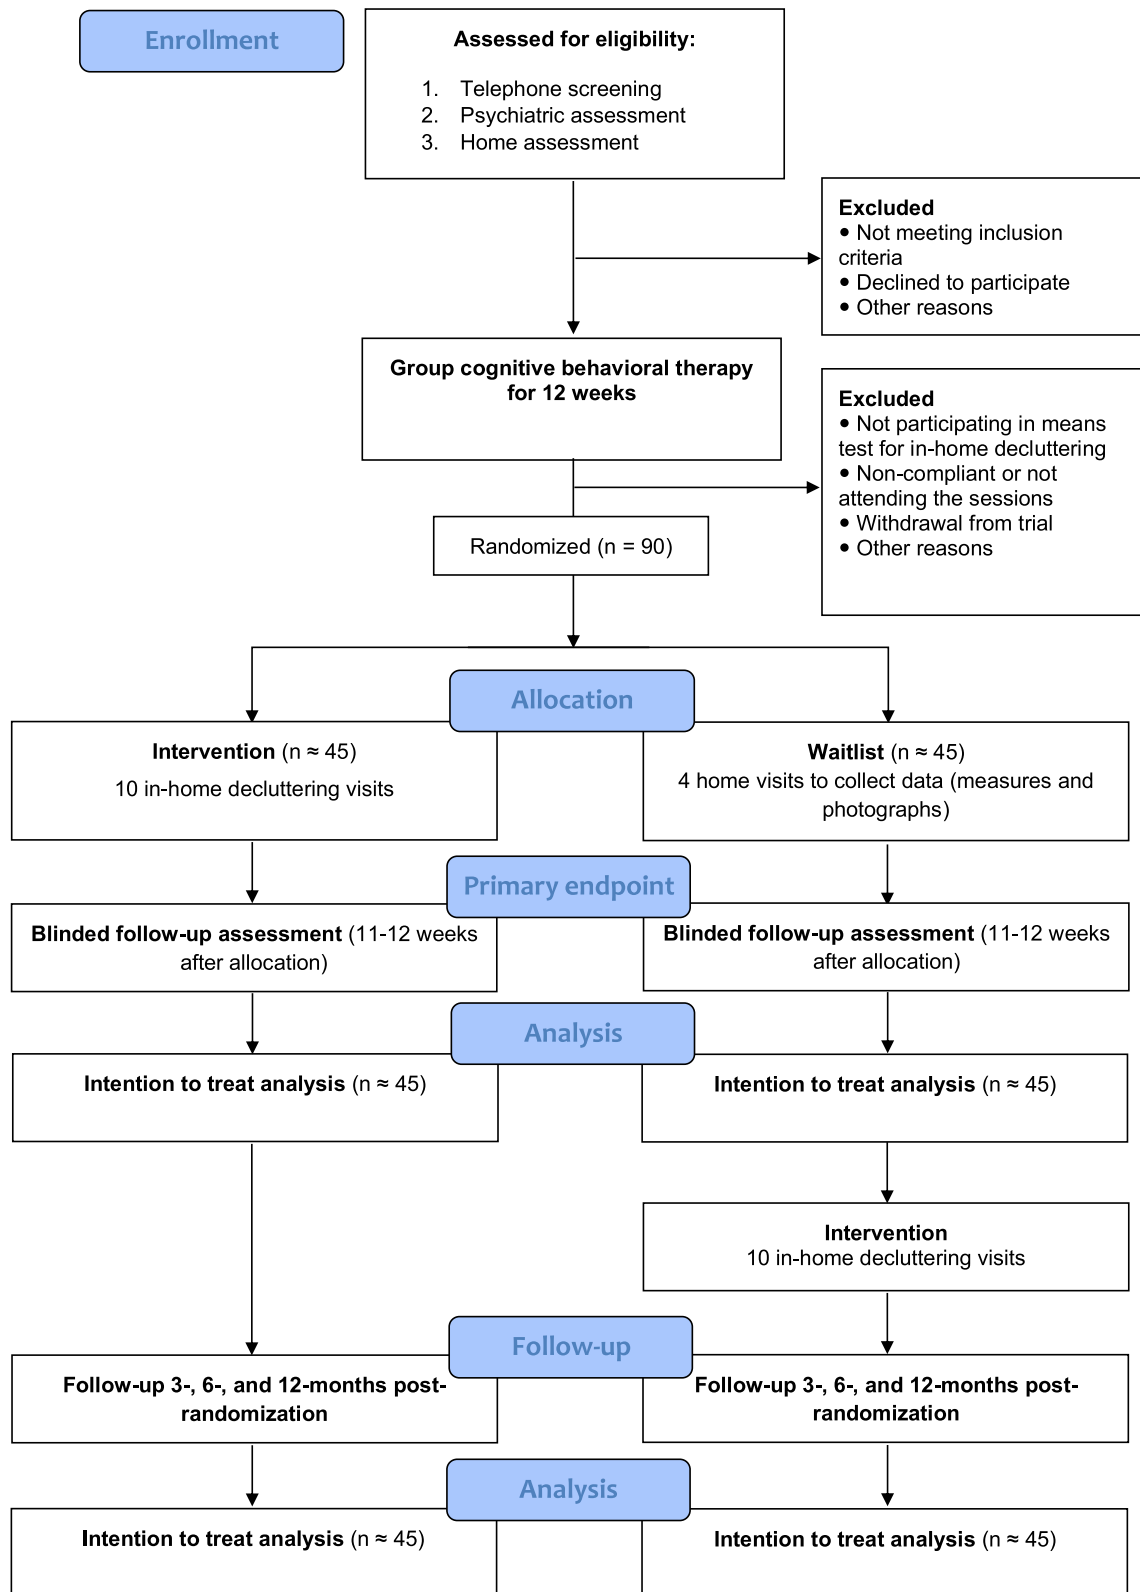 Enrollment
Assessed for eligibility:
1. Telephone screening
2. Psychiatric assessment
3. Home assessment
Excluded
• Not meeting inclusion
criteria
• Declined to participate
• Other reasons
Group cognitive behavioral therapy
for 12 weeks
Excluded
• Not participating in means
test for in-home decluttering
• Non-compliant or not
attending the sessions
• Withdrawal from trial
• Other reasons
Randomized (n = 90)
Allocation
Intervention (n ≈ 45)
10 in-home decluttering visits
Waitlist (n ≈ 45)
4 home visits to collect data (measures and
photographs)
Primary endpoint
Blinded follow-up assessment (11-12 weeks
after allocation)
Blinded follow-up assessment (11-12 weeks
after allocation)
Analysis
Intention to treat analysis (n ≈ 45)
Intention to treat analysis (n ≈ 45)
Intervention
10 in-home decluttering visits
Follow-up
Follow-up 3-, 6-, and 12-months post-
randomization
Follow-up 3-, 6-, and 12-months post-
randomization
Analysis
Intention to treat analysis (n ≈ 45)
Intention to treat analysis (n ≈ 45)